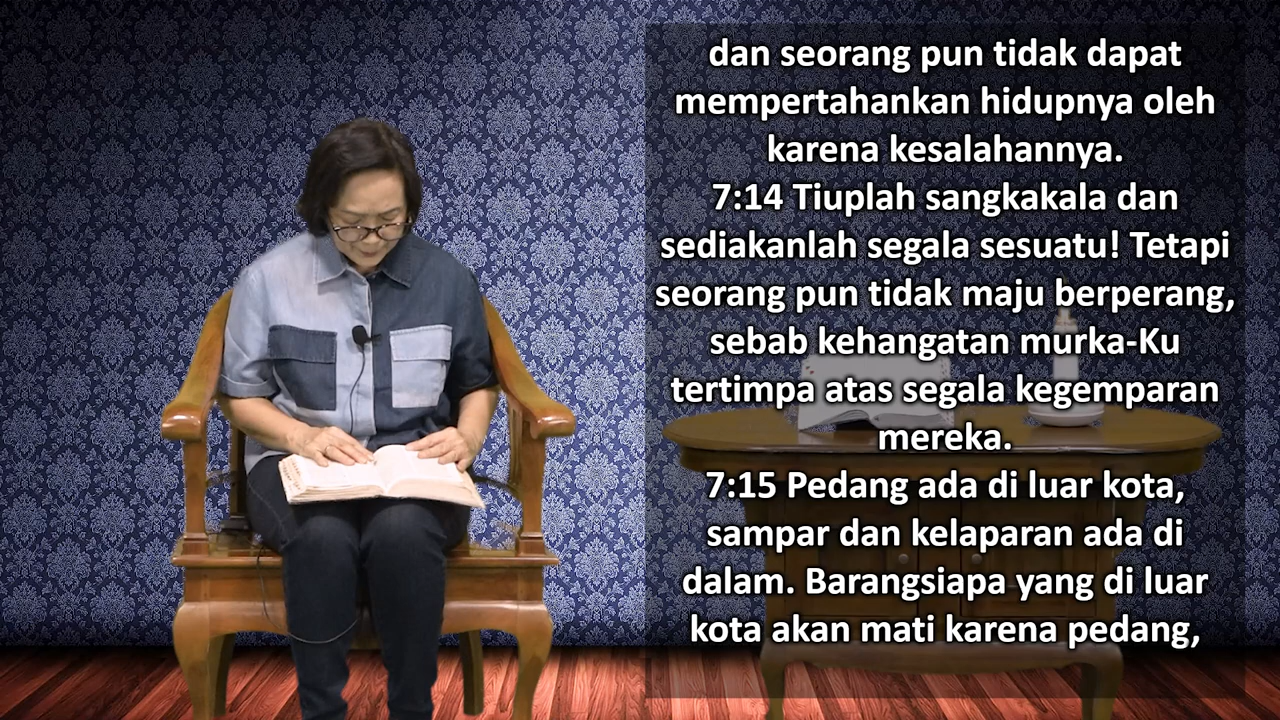 dan seorang pun tidak dapat
mempertahankan hidupnya oleh
karena kesalahannya.
7:14 Tiuplah sangkakala dan
sediakanlah segala sesuatu! Tetapi
seorang pun tidak maju berperang,
sebab kehangatan murka-Ku
tertimpa atas segala kegemparan
mereka.
7:15 Pedang ada di luar kota,
sampar dan kelaparan ada di
dalam. Barangsiapa yang di luar
kota akan mati karena pedang,